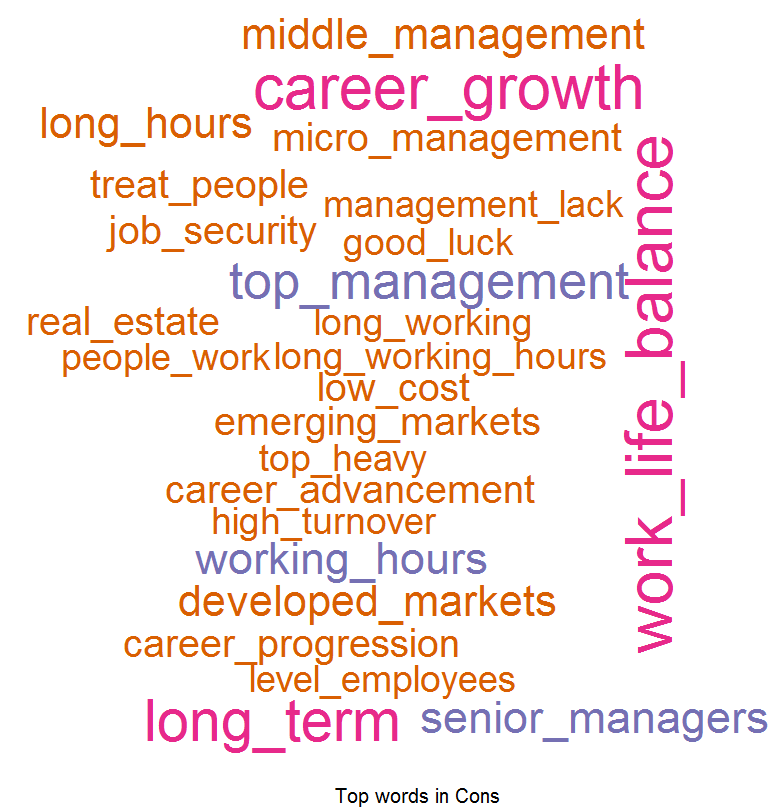 middle_management
career_growth
long_hours
micro_management
work_life_balance
treat_people
management_lack
job_security
good_luck
top_management
real_estate
long_working
people_work
long_working_hours
low_cost
emerging_markets
top_heavy
career_advancement
high_turnover
working_hours
developed_markets
career_progression
level_employees
long_term
senior_managers
Top words in Cons